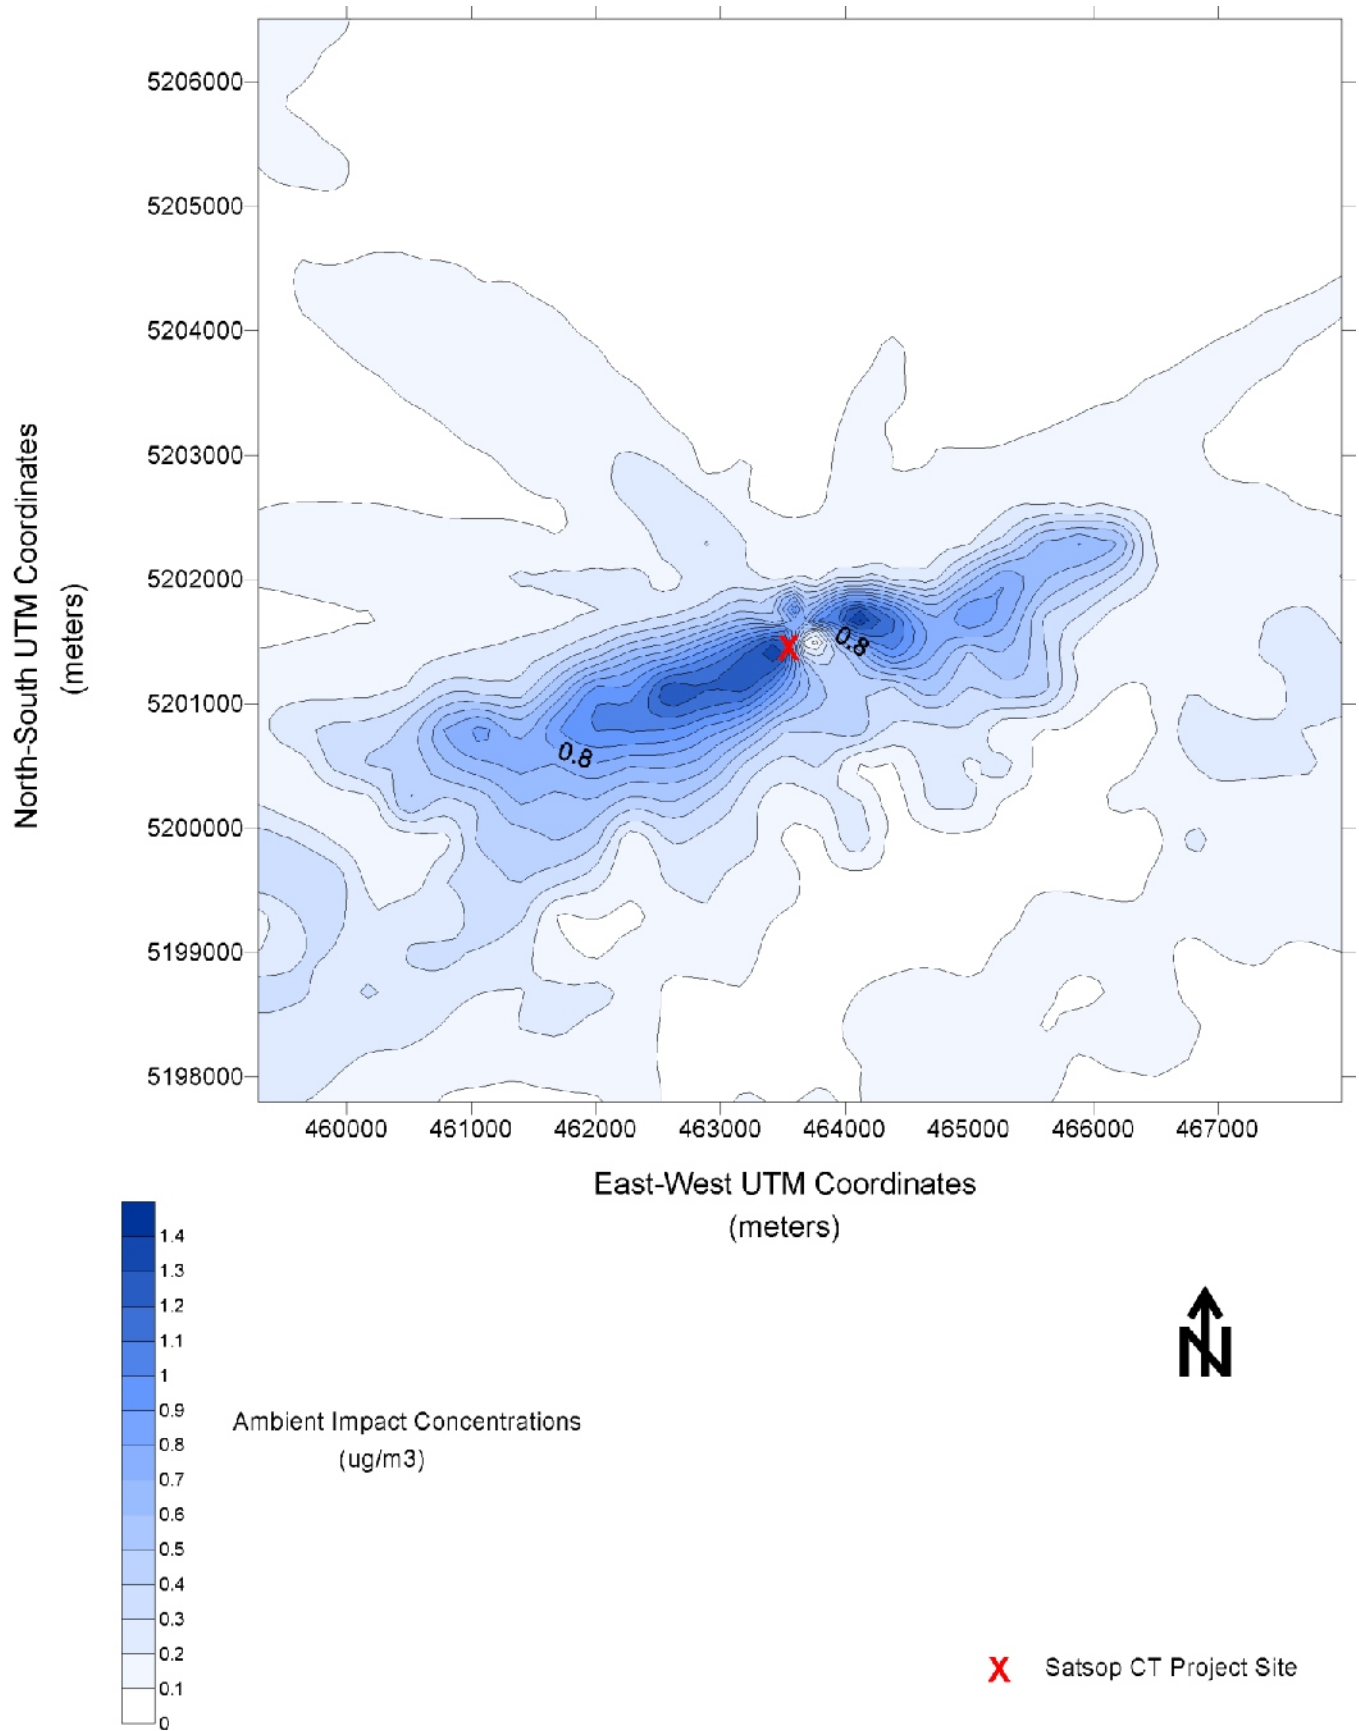 5206000
5205000
5204000
5203000
5202000
5201000
5200000
5199000
5198000
North-South UTM Coordinates
(meters)
0.8
0.8
460000 461000 462000 463000 464000 465000 466000 467000
East-West UTM Coordinates
(meters)
1.4
1.3
1.2
1.1
1
0.9
0.8
0.7
0.6
0.5
0.4
0.3
0.2
0.1
0
Ambient Impact Concentrations
(ug/m3)
N
X Satsop CT Project Site